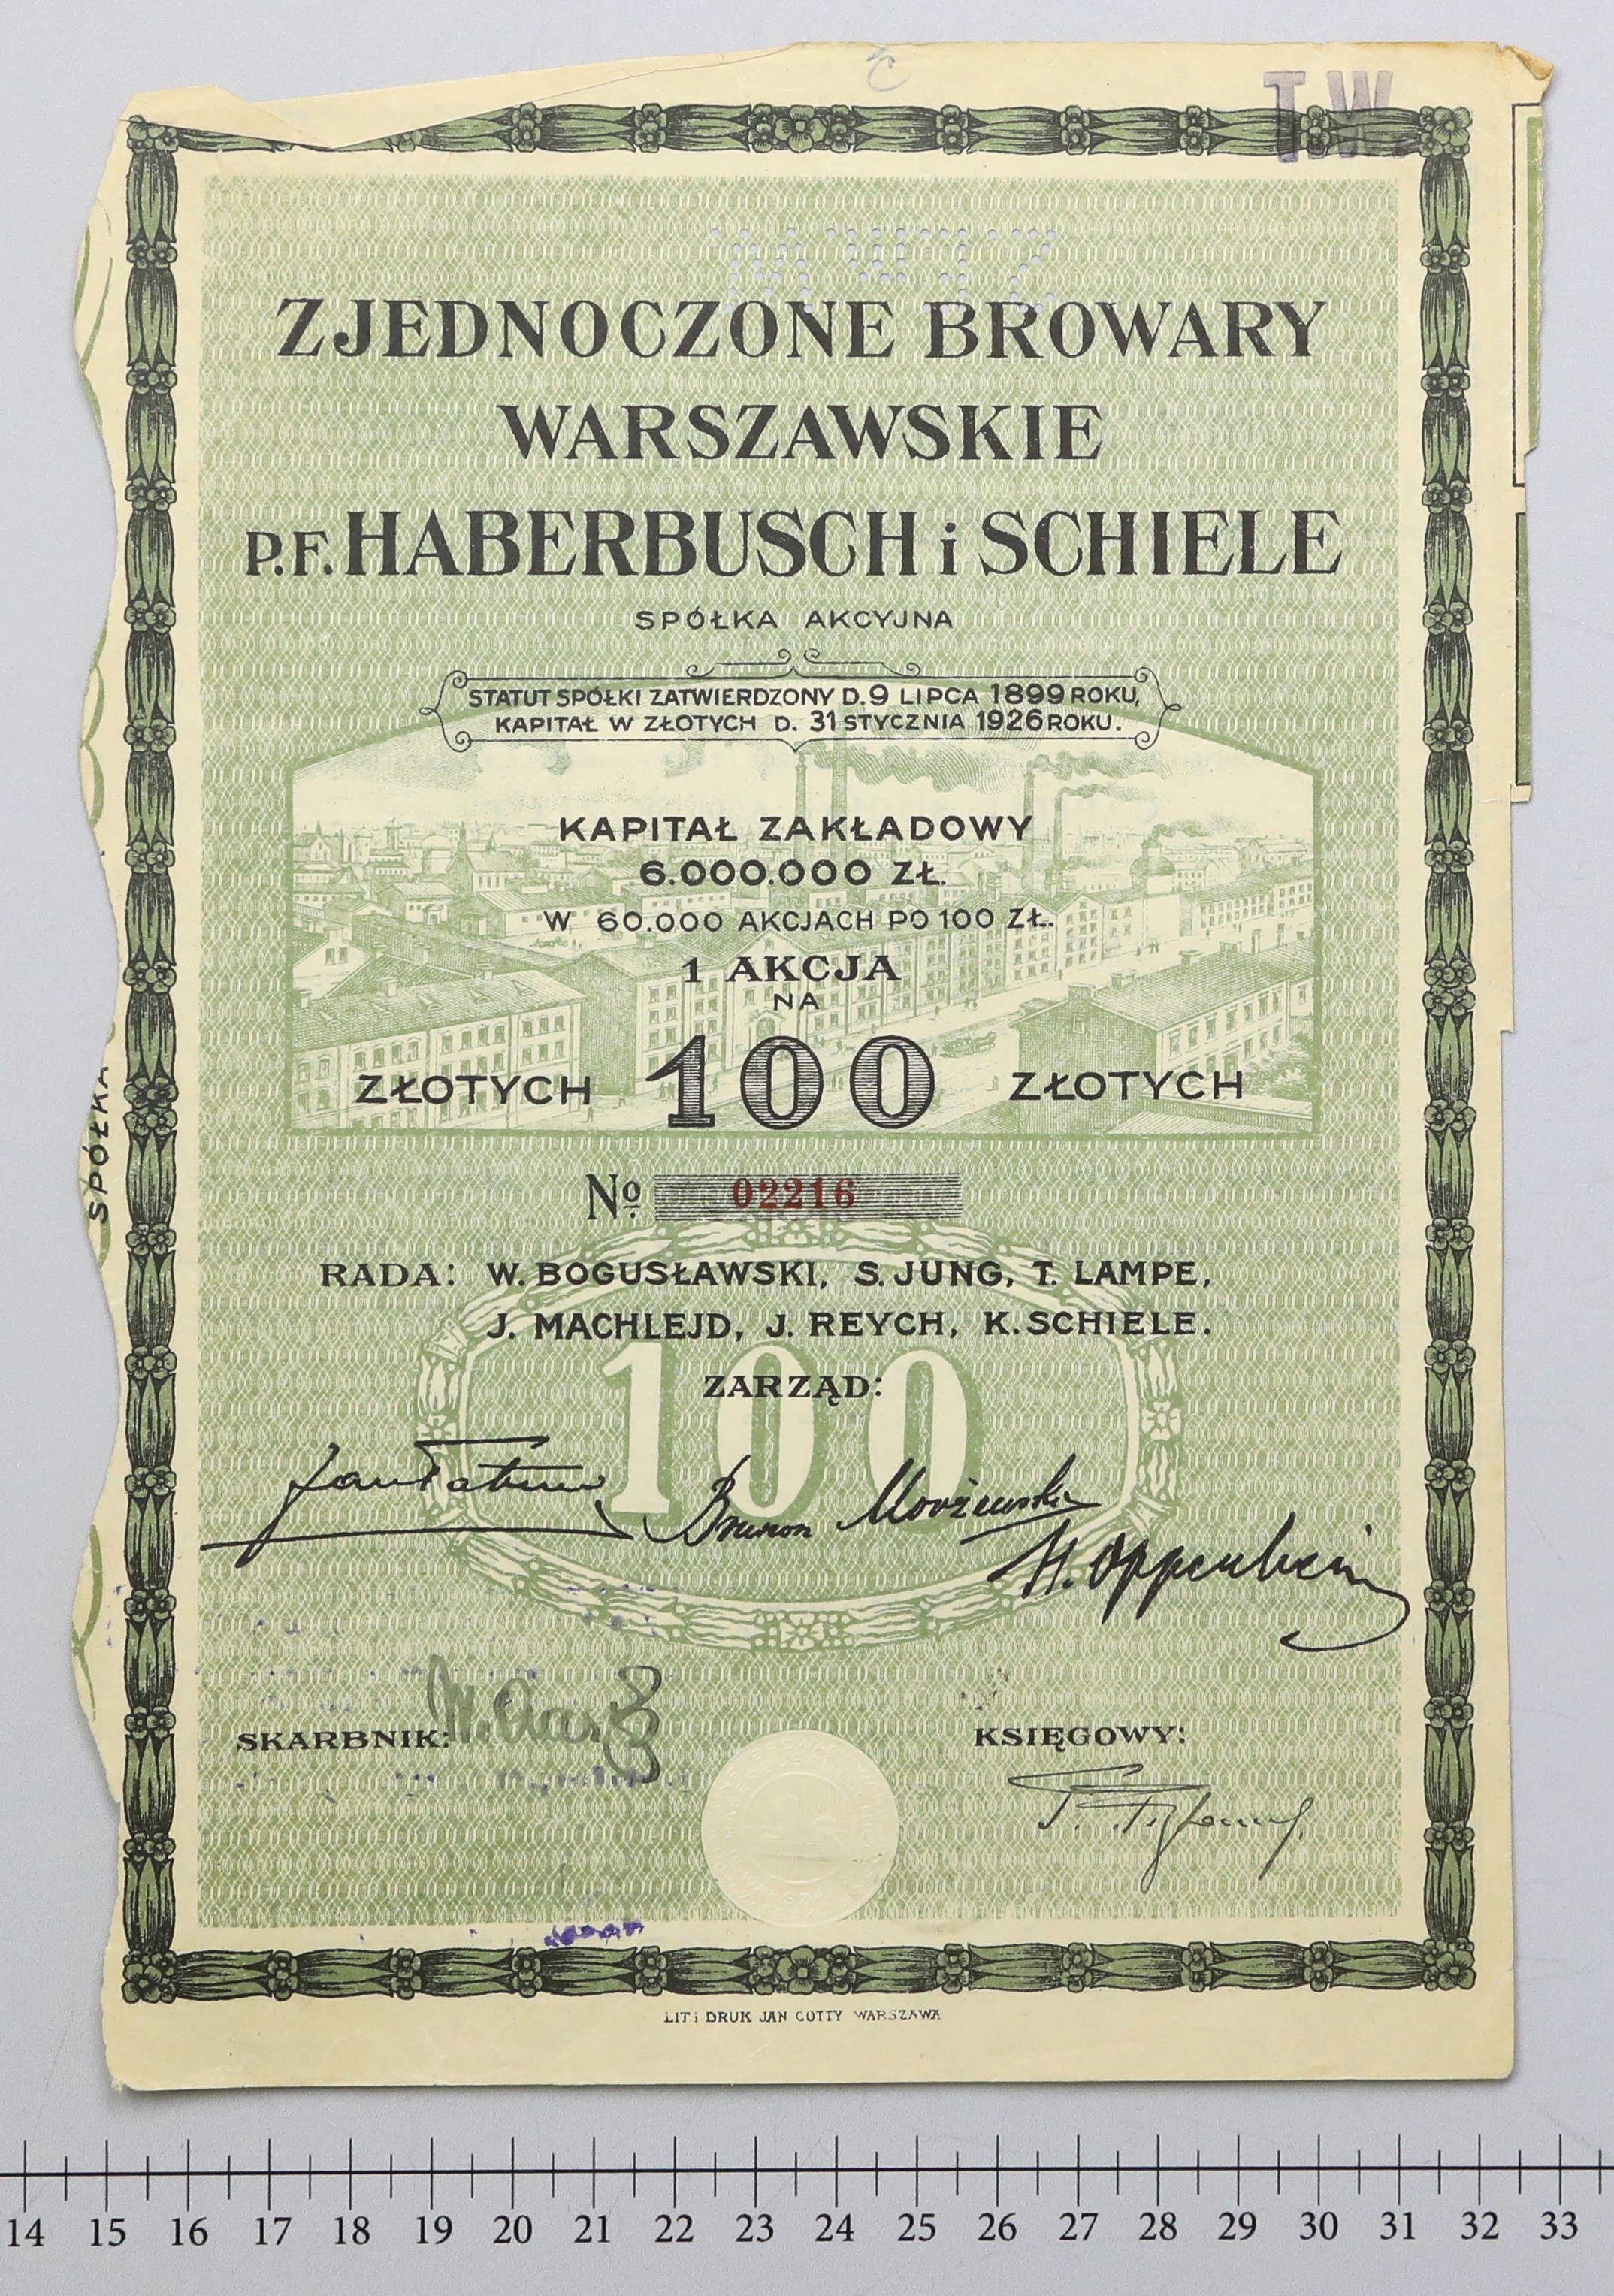 T.W.
ZJEDNOCZONE BROWARY
WARSZAWSKIE
P.F. HABERBUSCH i SCHIELE
SPÓŁKA AKCYJNA
STATUT SPÓŁKI ZATWIERDZONY D. 9 LIPCA 1899 ROKU,
KAPITAŁ W ZŁOTYCH D. 31 STYCZNIA 1926 ROKU.
KAPITAŁ ZAKŁADOWY
6.000.000 ZŁ.
W 60.000 AKCJACH PO 100 ZŁ.
1 AKCJA
NA
ZŁOTYCH 100 ZŁOTYCH
SPÓŁKA
No 02216
RADA: W. BOGUSŁAWSKI, S. JUNG, T. LAMPE,
J. MACHLEJD, J. REYCH, K. SCHIELE.
100
ZARZĄD:
Brunon
H. Oppenheim
SKARBNIK:
KSIĘGOWY:
LIT i DRUK JAN COTTY WARSZAWA
14 15 16 17 18 19 20 21 22 23 24 25 26 27 28 29 30 31 32 33